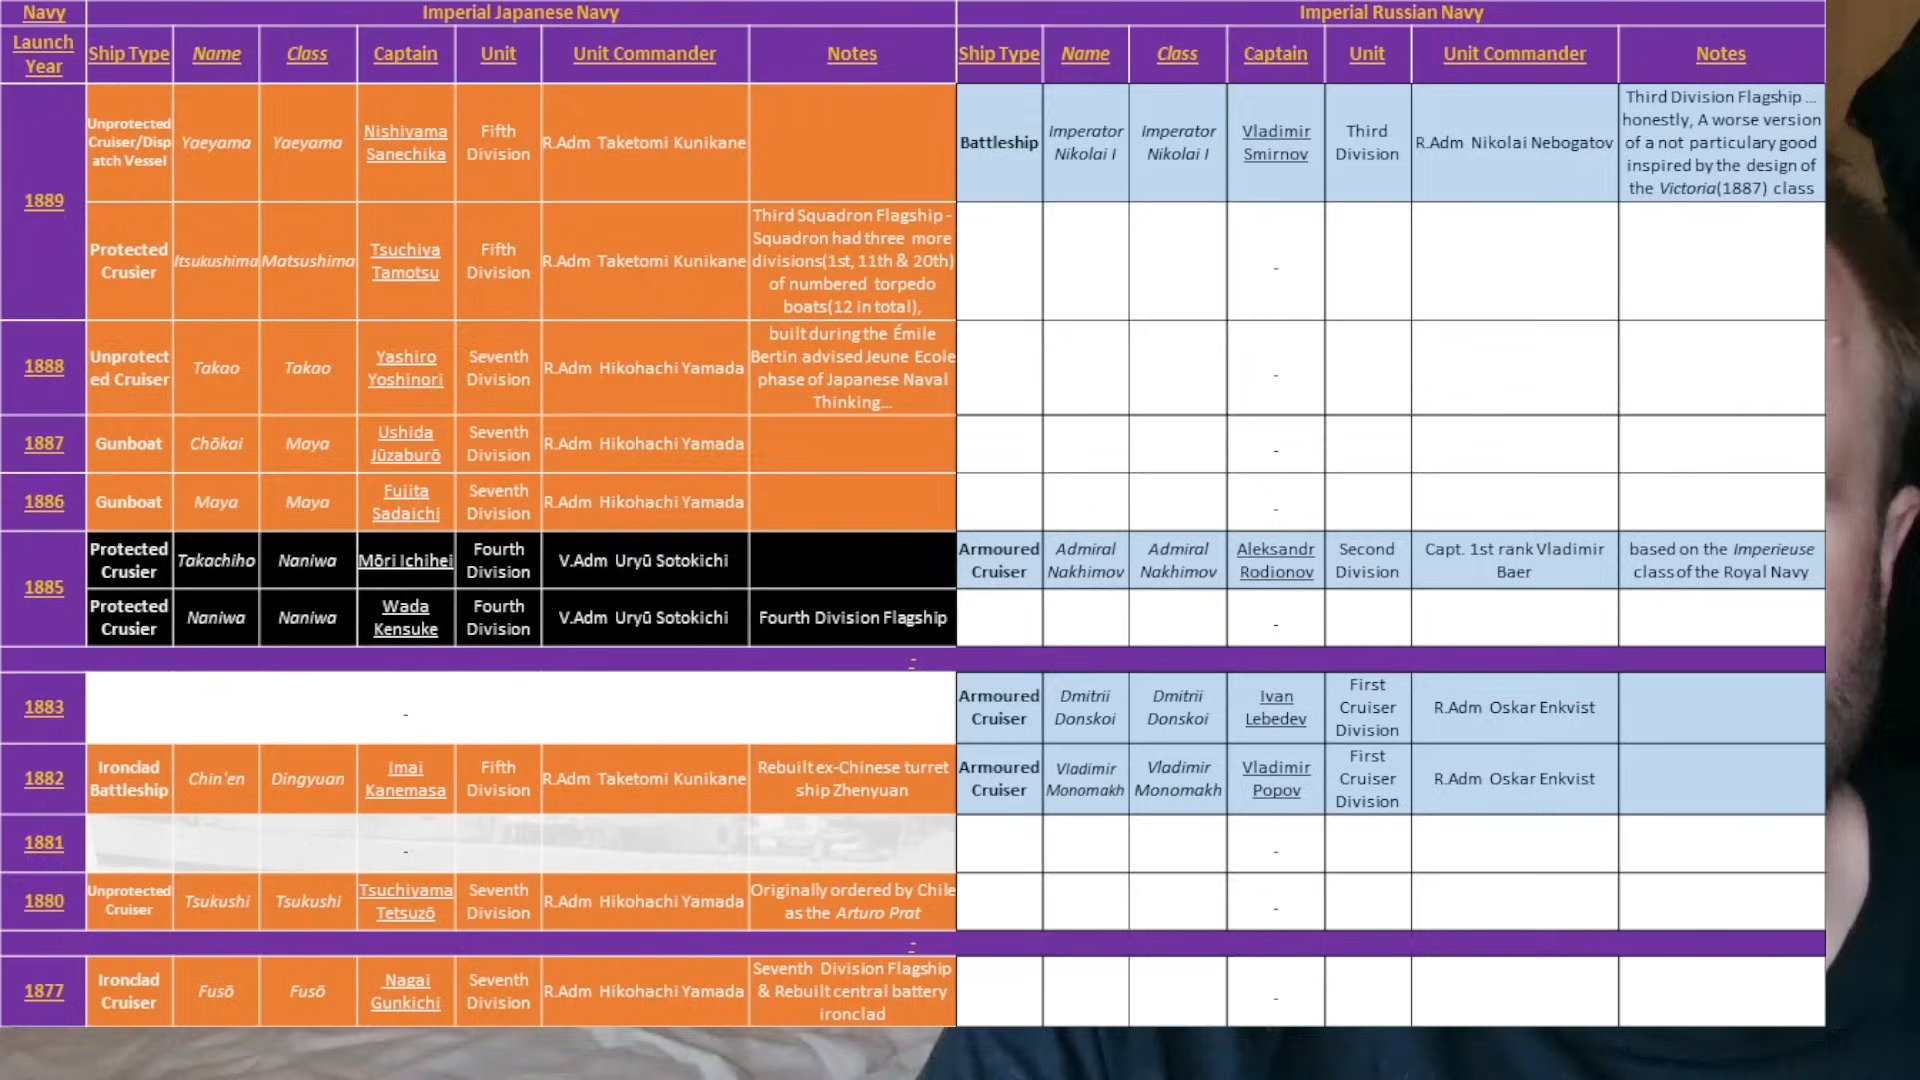 Navy
Imperial Japanese Navy
Imperial Russian Navy
Launch
Year
Ship Type
Name
Class
Captain
Unit
Unit Commander
Notes
Ship Type
Name
Class
Captain
Unit
Unit Commander
Notes
1889
Unprotected
Cruiser/Disp
atch Vessel
Yaeyama
Yaeyama
Nishiyama
Sanechika
Fifth
Division
R.Adm Taketomi Kunikane
Battleship
Imperator
Nikolai I
Imperator
Nikolai I
Vladimir
Smirnov
Third
Division
R.Adm Nikolai Nebogatov
Third Division Flagship ...
honestly, A worse version
of a not particulary good
inspired by the design of
the Victoria(1887) class
Protected
Crusier
Itsukushima
Matsushima
Tsuchiya
Tamotsu
Fifth
Division
R.Adm Taketomi Kunikane
Third Squadron Flagship -
Squadron had three more
divisions(1st, 11th & 20th)
of numbered torpedo
boats(12 in total),
-
1888
Unprotect
ed Cruiser
Takao
Takao
Yashiro
Yoshinori
Seventh
Division
R.Adm Hikohachi Yamada
built during the Émile
Bertin advised Jeune Ecole
phase of Japanese Naval
Thinking...
-
1887
Gunboat
Chōkai
Maya
Ushida
Jūzaburō
Seventh
Division
R.Adm Hikohachi Yamada
-
1886
Gunboat
Maya
Maya
Fujita
Sadaichi
Seventh
Division
R.Adm Hikohachi Yamada
-
1885
Protected
Crusier
Takachiho
Naniwa
Mōri Ichihei
Fourth
Division
V.Adm Uryū Sotokichi
Armoured
Cruiser
Admiral
Nakhimov
Admiral
Nakhimov
Aleksandr
Rodionov
Second
Division
Capt. 1st rank Vladimir
Baer
based on the Imperieuse
class of the Royal Navy
Protected
Crusier
Naniwa
Naniwa
Wada
Kensuke
Fourth
Division
V.Adm Uryū Sotokichi
Fourth Division Flagship
-
-
1883
-
Armoured
Cruiser
Dmitrii
Donskoi
Dmitrii
Donskoi
Ivan
Lebedev
First
Cruiser
Division
R.Adm Oskar Enkvist
1882
Ironclad
Battleship
Chin'en
Dingyuan
Imai
Kanemasa
Fifth
Division
R.Adm Taketomi Kunikane
Rebuilt ex-Chinese turret
ship Zhenyuan
Armoured
Cruiser
Vladimir
Monomakh
Vladimir
Monomakh
Vladimir
Popov
First
Cruiser
Division
R.Adm Oskar Enkvist
1881
-
1880
Unprotected
Cruiser
Tsukushi
Tsukushi
Tsuchiyama
Tetsuzō
Seventh
Division
R.Adm Hikohachi Yamada
Originally ordered by Chile
as the Arturo Prat
-
-
1877
Ironclad
Cruiser
Fusō
Fusō
Nagai
Gunkichi
Seventh
Division
R.Adm Hikohachi Yamada
Seventh Division Flagship
& Rebuilt central battery
ironclad
-